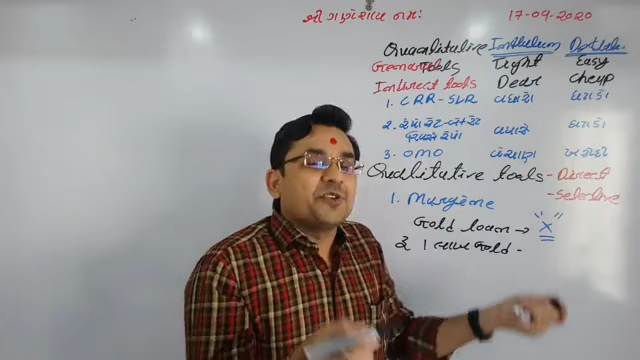 શ્રી ગણેશાય નમઃ
17-09-2020
Quantitative Tools Inflation Deflation
General Tight Easy
Indirect tools Dear Cheap
1. CRR - SLR વધારો ઘટાડો
2. રેપો રેટ-બેંક રેટ રિવર્સ રેપો વધારો ઘટાડો
3. OMO વેચાણ ખરીદી
Qualitative tools - Direct
- Selective
1. Margine
Gold loan → X
₹ 1 લાખ Gold -